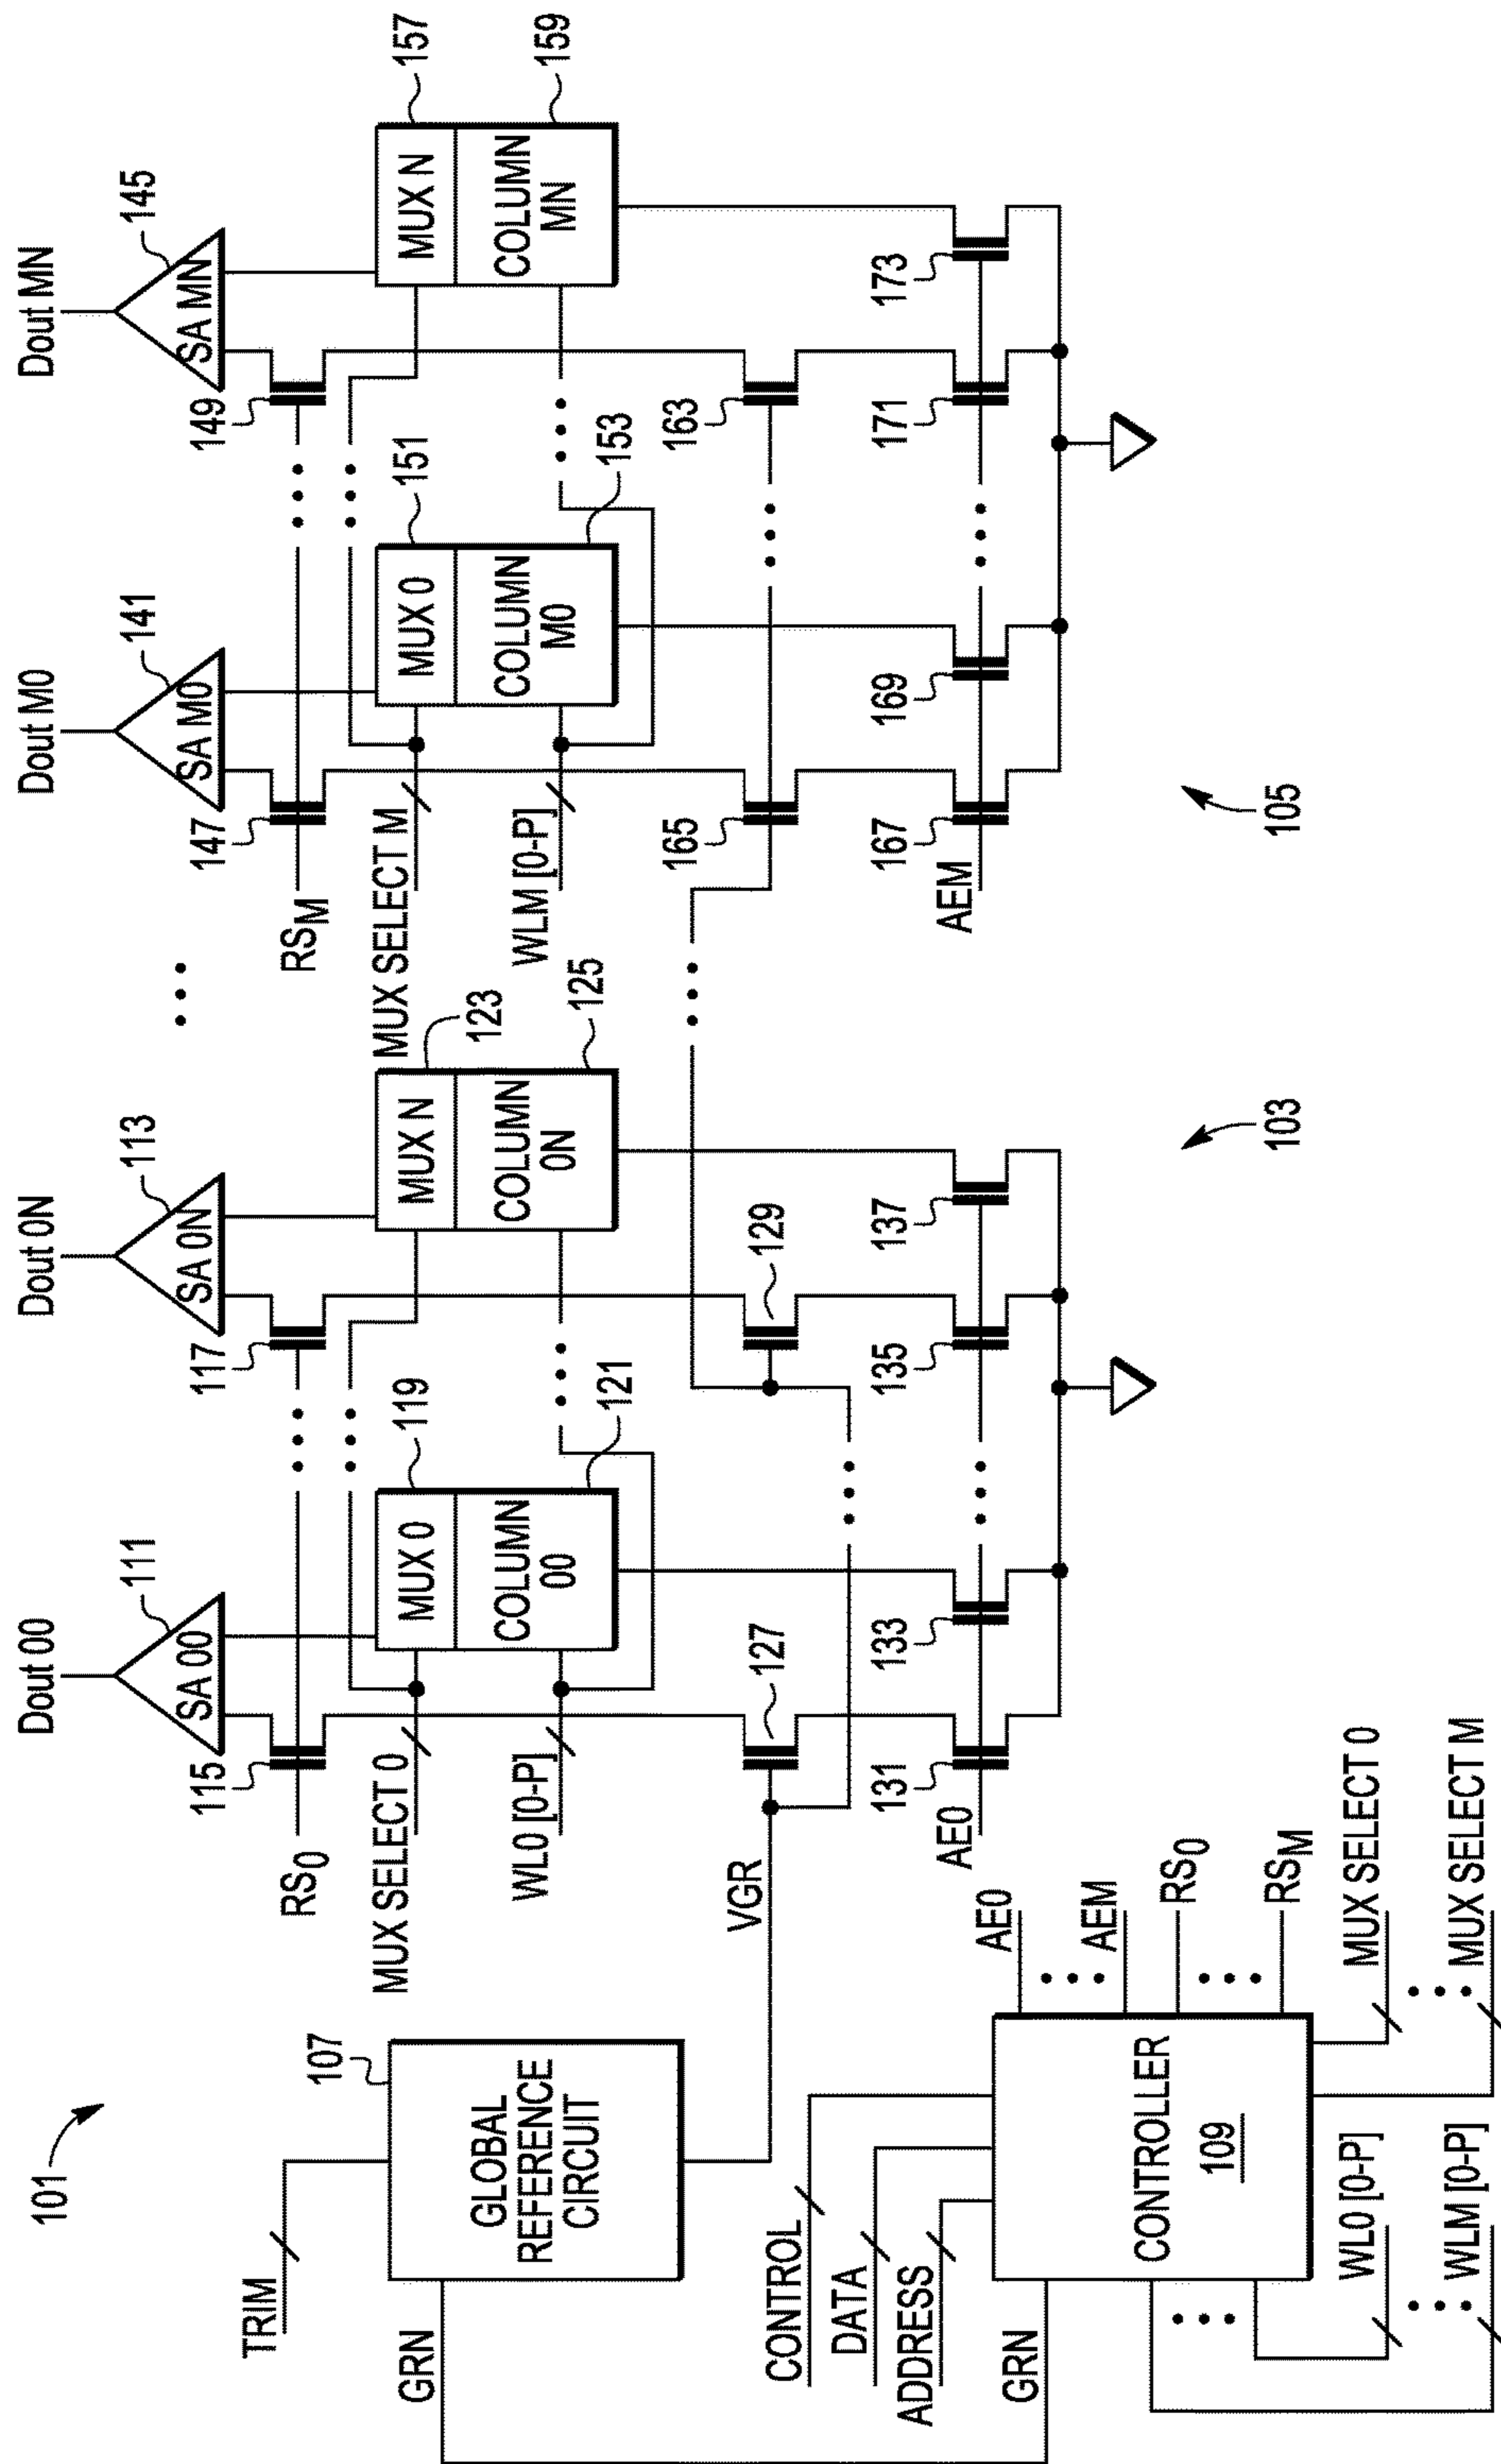 101
TRIM
107
GLOBAL
REFERENCE
CIRCUIT
GRN
VGR
CONTROL
DATA
ADDRESS
GRN
CONTROLLER
109
AE0
AEM
RS0
RSM
MUX SELECT 0
MUX SELECT M
WL0 [0-P]
WLM [0-P]
Dout 00
111
SA 00
115
RS0
MUX SELECT 0
WL0 [0-P]
119
MUX 0
COLUMN
00
121
127
131
133
AE0
Dout 0N
113
SA 0N
117
123
MUX N
COLUMN
0N
125
129
135
137
103
Dout M0
141
SA M0
147
RSM
MUX SELECT M
WLM [0-P]
151
MUX 0
COLUMN
M0
153
165
167
169
AEM
Dout MN
145
SA MN
149
157
MUX N
COLUMN
MN
159
163
171
173
105